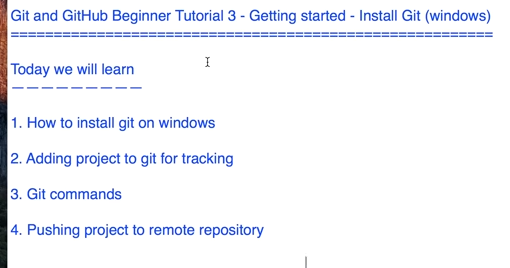 Git and GitHub Beginner Tutorial 3 - Getting started - Install Git (windows)
========================================================
Today we will learn
— — — — — — — — —
1. How to install git on windows
2. Adding project to git for tracking
3. Git commands
4. Pushing project to remote repository